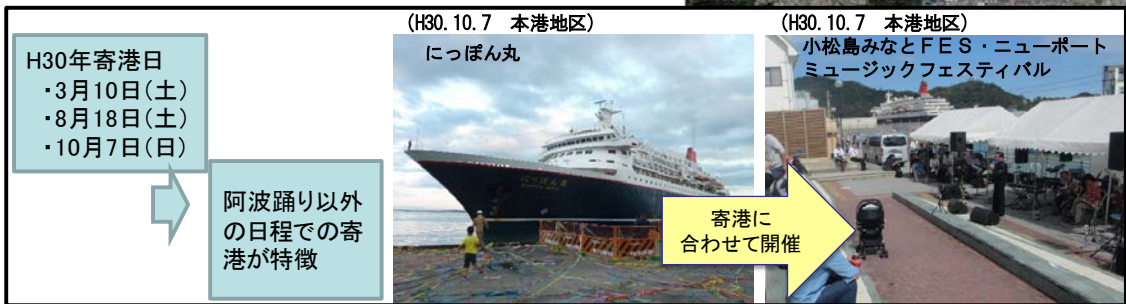 H30年寄港日
・3月10日(土)
・8月18日(土)
・10月7日(日)
阿波踊り以外
の日程での寄
港が特徴
(H30.10.7 本港地区)
にっぽん丸
にっぽん丸
寄港に
合わせて開催
(H30.10.7 本港地区)
小松島みなとFES・ニューポート
ミュージックフェスティバル